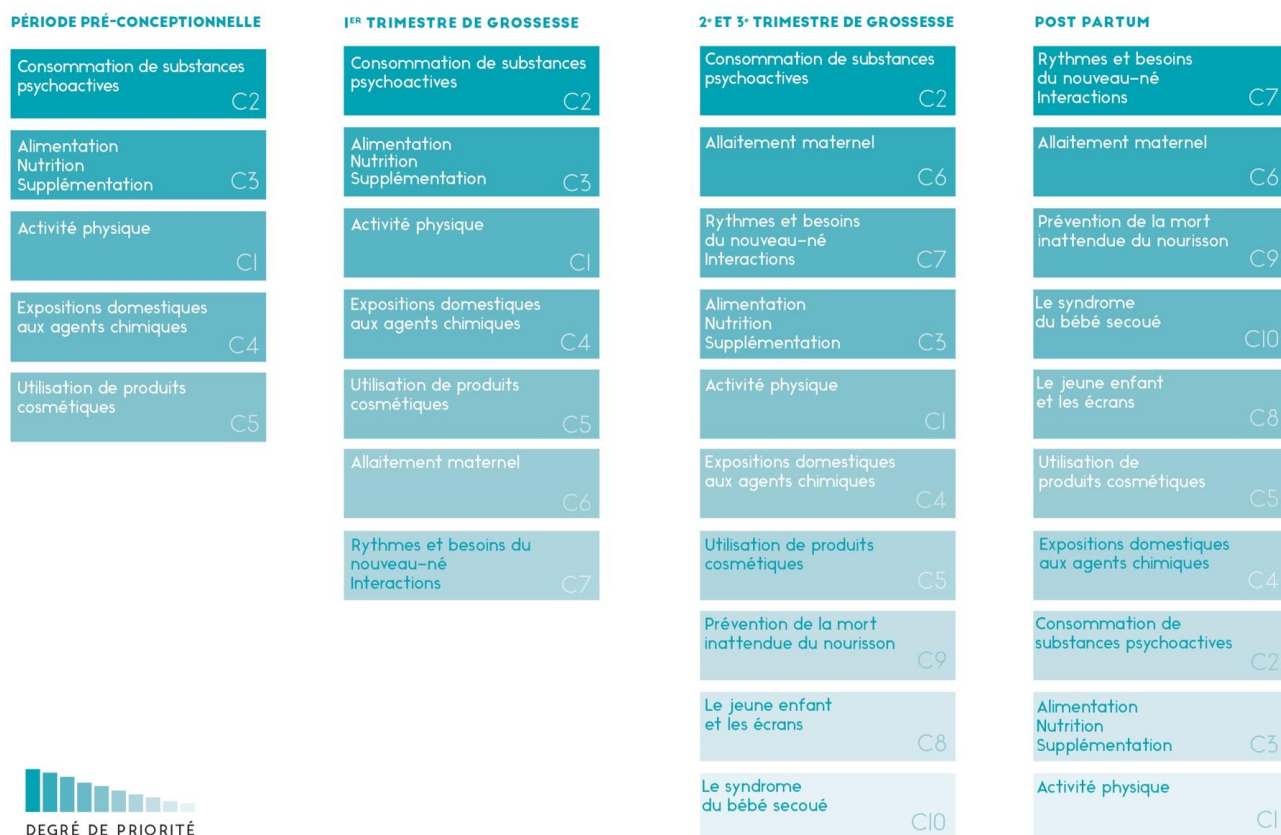 PÉRIODE PRÉ-CONCEPTIONNELLE
Consommation de substances
psychoactives
C2
Alimentation
Nutrition
Supplémentation
C3
Activité physique
C1
Expositions domestiques
aux agents chimiques
C4
Utilisation de produits
cosmétiques
C5
1ER TRIMESTRE DE GROSSESSE
Consommation de substances
psychoactives
C2
Alimentation
Nutrition
Supplémentation
C3
Activité physique
C1
Expositions domestiques
aux agents chimiques
C4
Utilisation de produits
cosmétiques
C5
Allaitement maternel
C6
Rythmes et besoins du
nouveau-né
Interactions
C7
2e ET 3e TRIMESTRE DE GROSSESSE
Consommation de substances
psychoactives
C2
Allaitement maternel
C6
Rythmes et besoins
du nouveau-né
Interactions
C7
Alimentation
Nutrition
Supplémentation
C3
Activité physique
C1
Expositions domestiques
aux agents chimiques
C4
Utilisation de produits
cosmétiques
C5
Prévention de la mort
inattendue du nourisson
C9
Le jeune enfant
et les écrans
C8
Le syndrome
du bébé secoué
C10
POST PARTUM
Rythmes et besoins
du nouveau-né
Interactions
C7
Allaitement maternel
C6
Prévention de la mort
inattendue du nourisson
C9
Le syndrome
du bébé secoué
C10
Le jeune enfant
et les écrans
C8
Utilisation de
produits cosmétiques
C5
Expositions domestiques
aux agents chimiques
C4
Consommation de
substances psychoactives
C2
Alimentation
Nutrition
Supplémentation
C3
Activité physique
C1
DEGRÉ DE PRIORITÉ